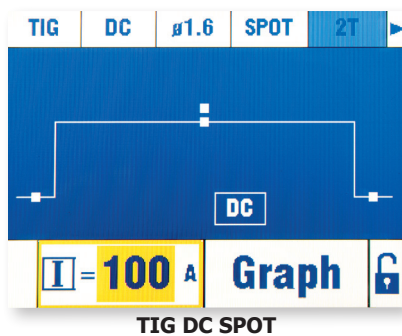 TIG DC ø1.6 SPOT 2T
DC
I = 100 A Graph
TIG DC SPOT